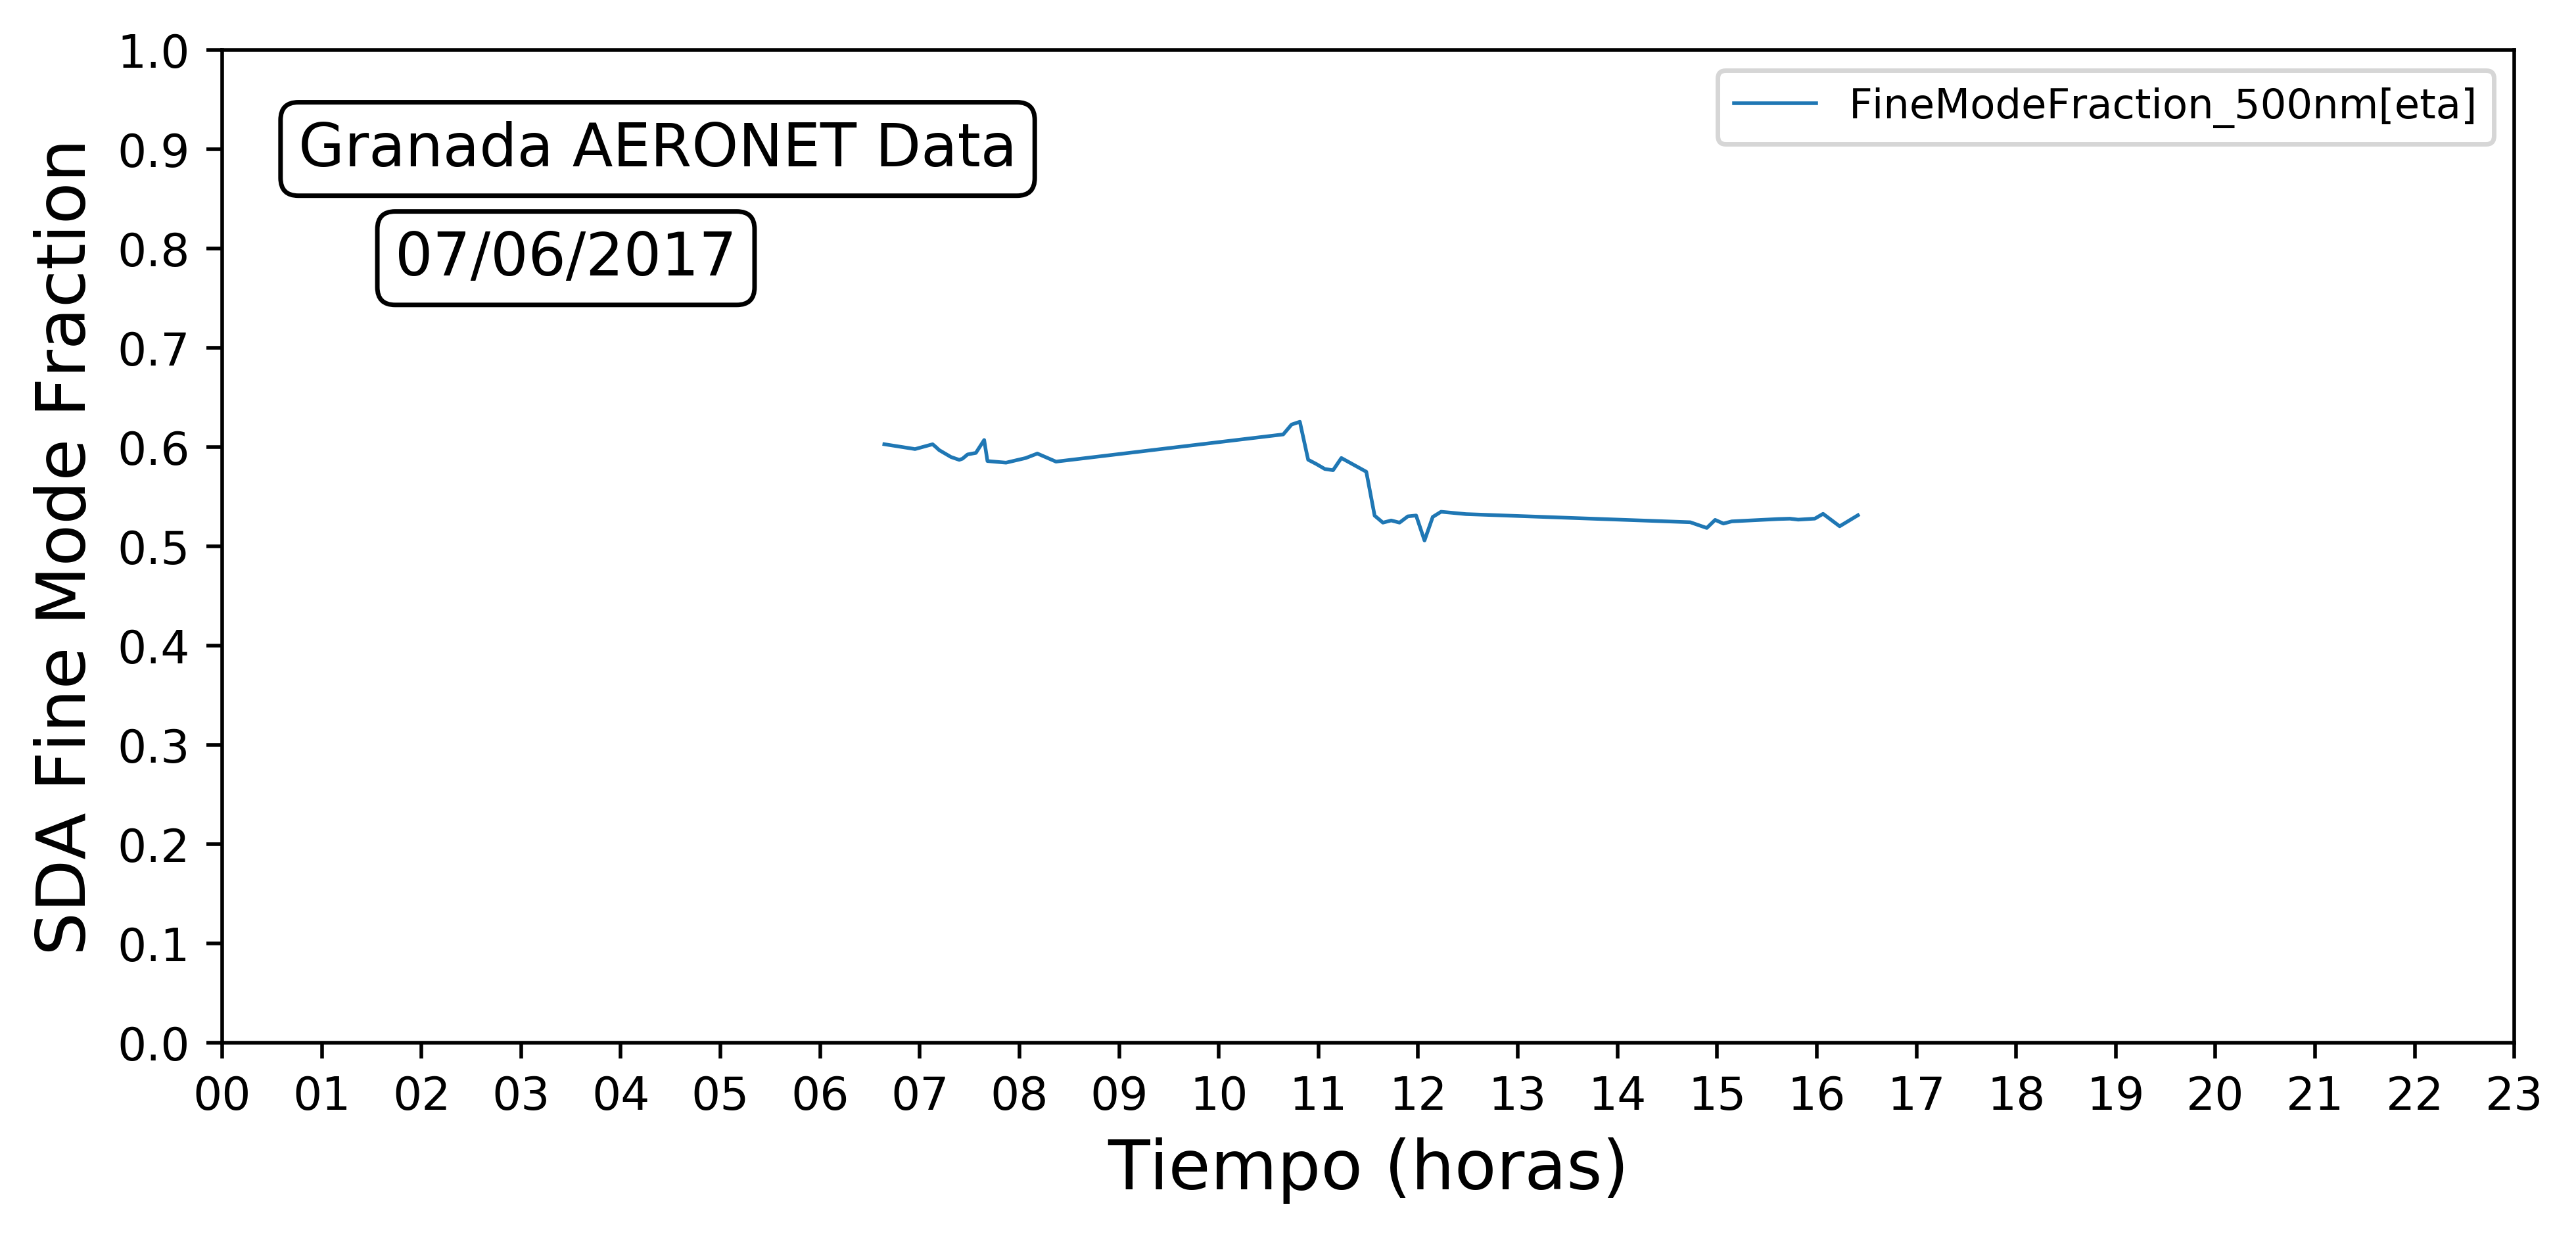 Granada AERONET Data
07/06/2017
FineModeFraction_500nm[eta]
SDA Fine Mode Fraction
1.0
0.9
0.8
0.7
0.6
0.5
0.4
0.3
0.2
0.1
0.0
00 01 02 03 04 05 06 07 08 09 10 11 12 13 14 15 16 17 18 19 20 21 22 23
Tiempo (horas)